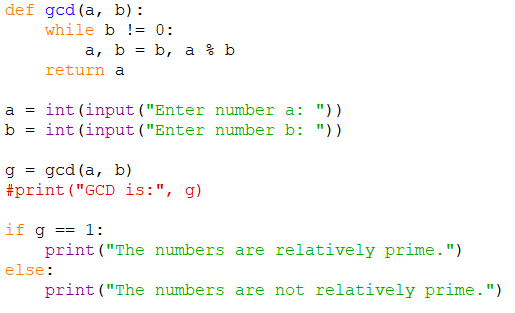 def gcd(a, b):
    while b != 0:
        a, b = b, a % b
    return a

a = int(input("Enter number a: "))
b = int(input("Enter number b: "))

g = gcd(a, b)
#print("GCD is:", g)

if g == 1:
    print("The numbers are relatively prime.")
else:
    print("The numbers are not relatively prime.")